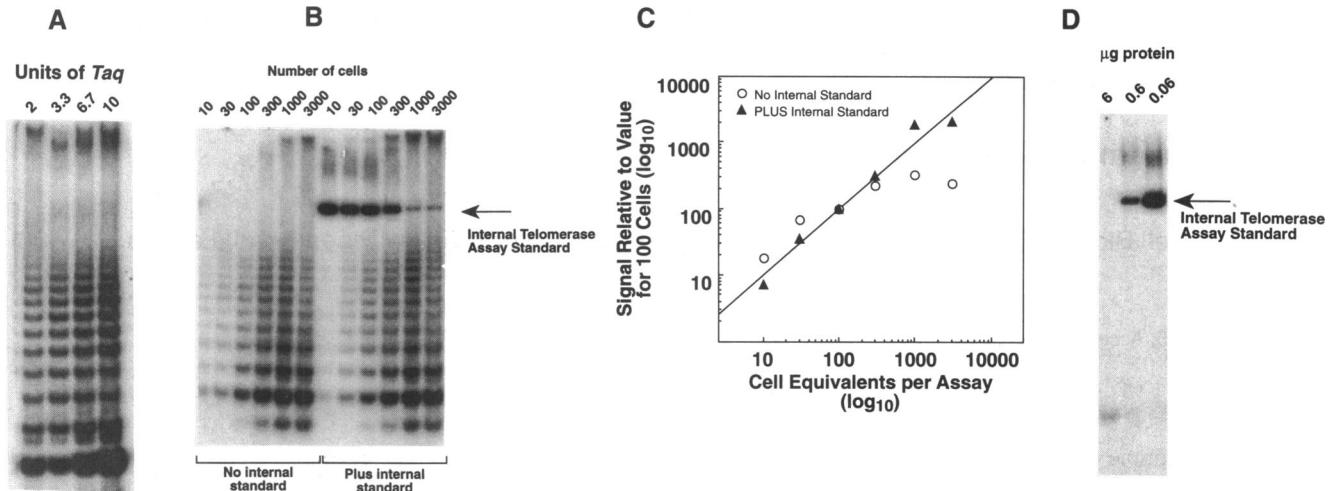 A
Units of Taq
2 3.3 6.7 10
B
Number of cells
10 30 100 300 1000 3000 10 30 100 300 1000 3000
Internal Telomerase
Assay Standard
No internal
standard
Plus internal
standard
C
Signal Relative to Value
for 100 Cells (log10)
10000
1000
100
10
○ No Internal Standard
▲ PLUS Internal Standard
10 100 1000 10000
Cell Equivalents per Assay
(log10)
D
μg protein
6 0.6 0.06
Internal Telomerase
Assay Standard